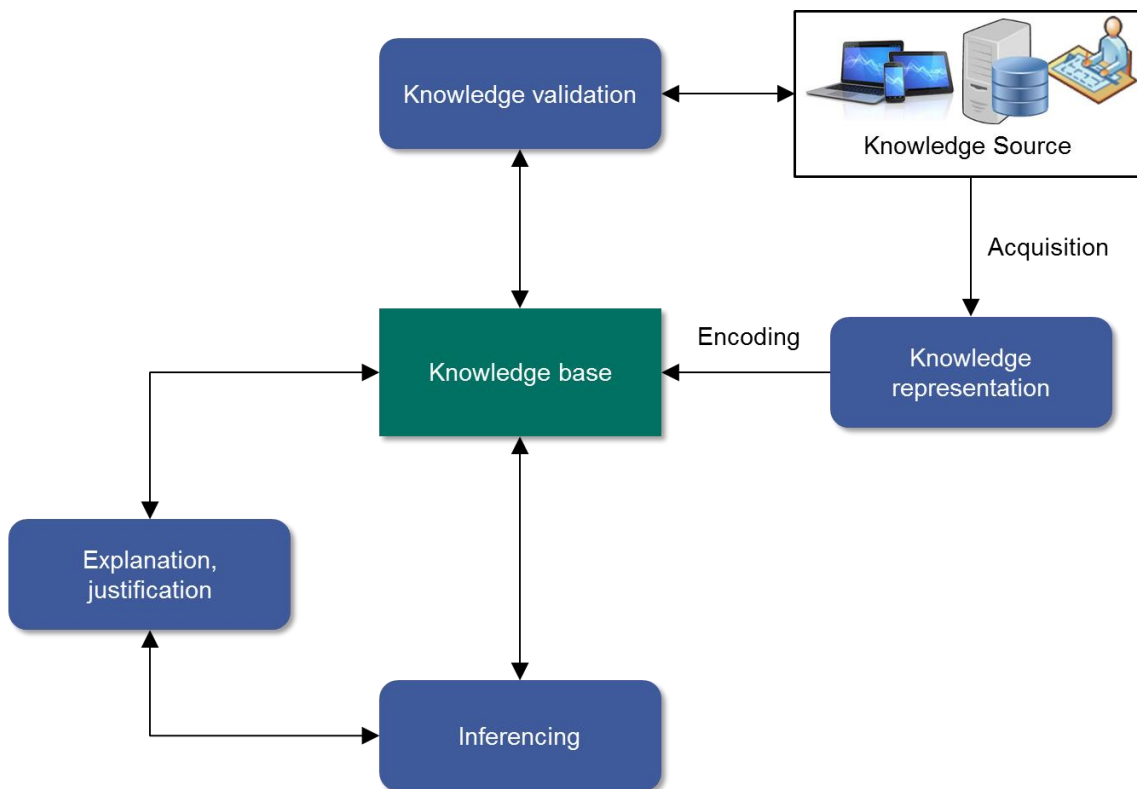 Knowledge validation
Knowledge Source
Acquisition
Encoding
Knowledge base
Knowledge
representation
Explanation,
justification
Inferencing